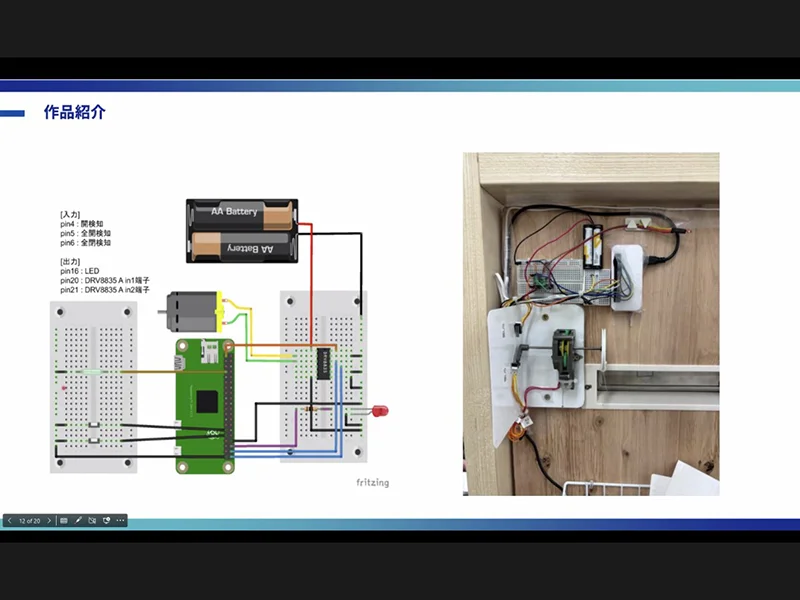 作品紹介
[入力]
pin4 : 開検知
pin5 : 全開検知
pin6 : 全閉検知
[出力]
pin16 : LED
pin20 : DRV8835 A in1端子
pin21 : DRV8835 A in2端子
AA Battery
AA Battery
fritzing
12 of 20